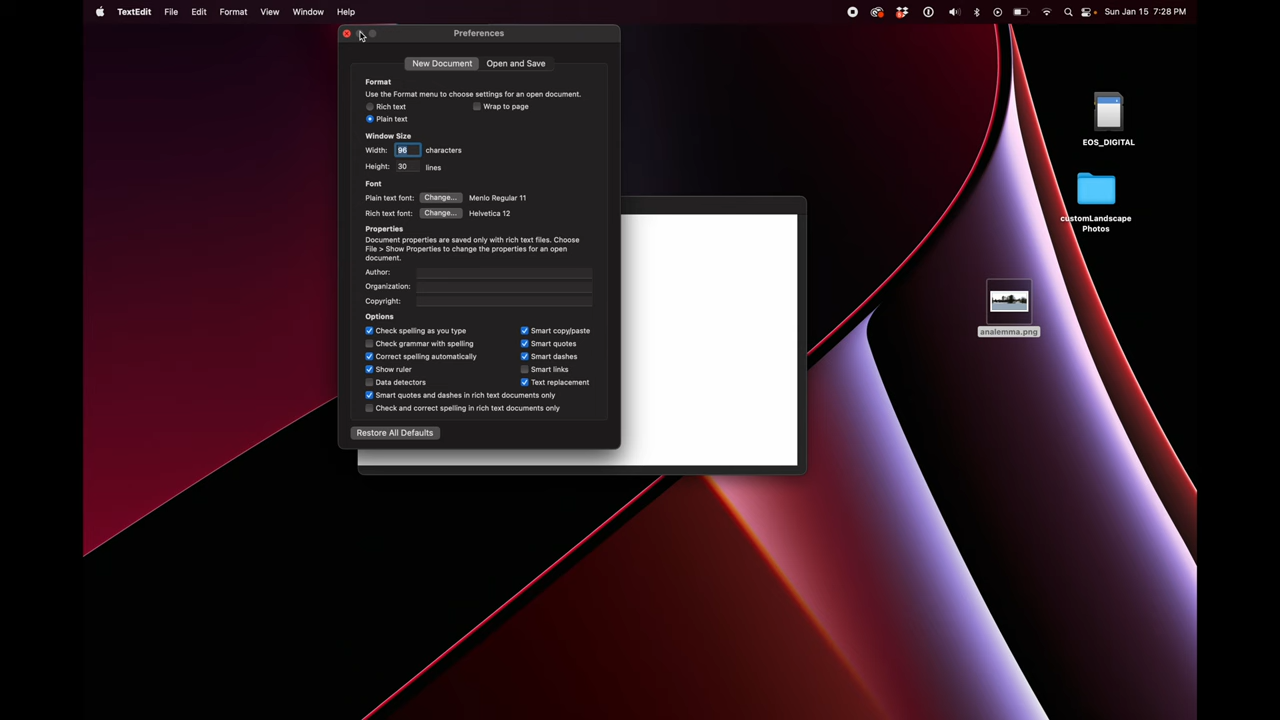 TextEdit File Edit Format View Window Help Sun Jan 15 7:28 PM
Preferences
New Document Open and Save
Format
Use the Format menu to choose settings for an open document.
Rich text Wrap to page
Plain text
Window Size
Width: 96 characters
Height: 30 lines
Font
Plain text font: Change... Menlo Regular 11
Rich text font: Change... Helvetica 12
Properties
Document properties are saved only with rich text files. Choose
File > Show Properties to change the properties for an open
document.
Author:
Organization:
Copyright:
Options
Check spelling as you type Smart copy/paste
Check grammar with spelling Smart quotes
Correct spelling automatically Smart dashes
Show ruler Smart links
Data detectors Text replacement
Smart quotes and dashes in rich text documents only
Check and correct spelling in rich text documents only
Restore All Defaults
EOS_DIGITAL
customLandscape
Photos
analemma.png